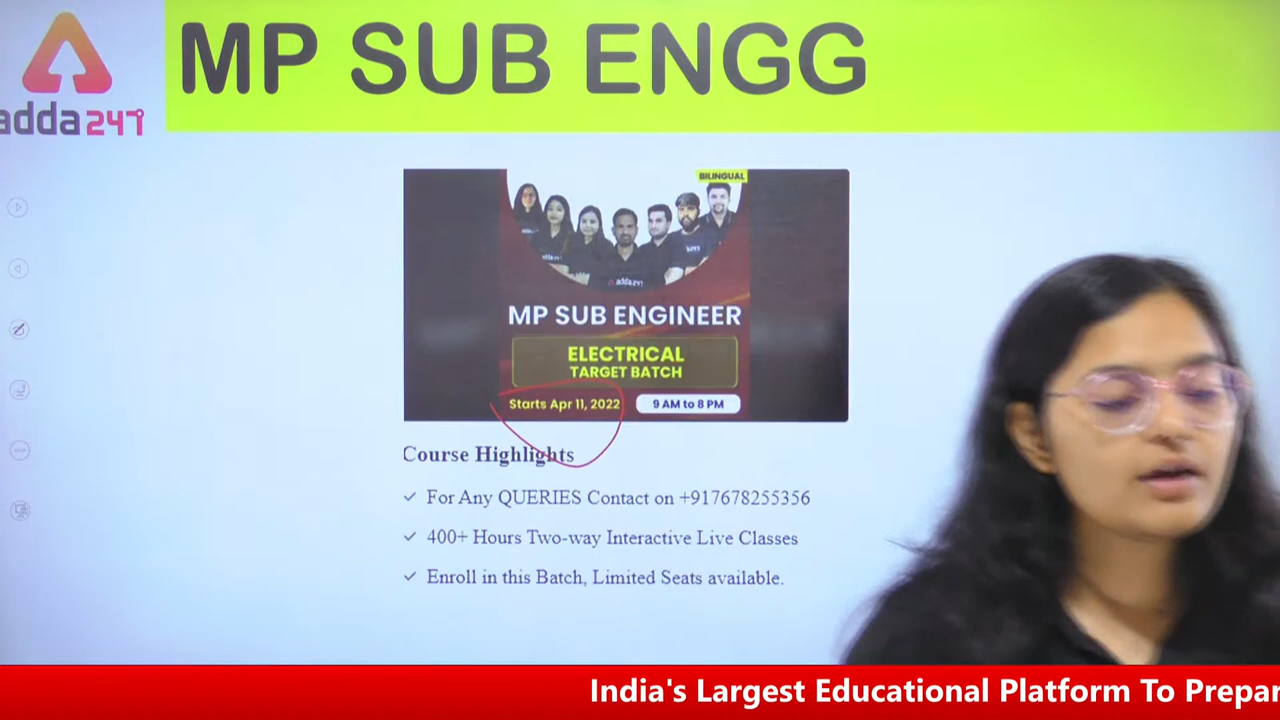 MP SUB ENGG
adda247
BILINGUAL
MP SUB ENGINEER
ELECTRICAL
TARGET BATCH
Starts Apr 11, 2022
9 AM to 8 PM
Course Highlights
✓ For Any QUERIES Contact on +917678255356
✓ 400+ Hours Two-way Interactive Live Classes
✓ Enroll in this Batch, Limited Seats available.
India's Largest Educational Platform To Prepar